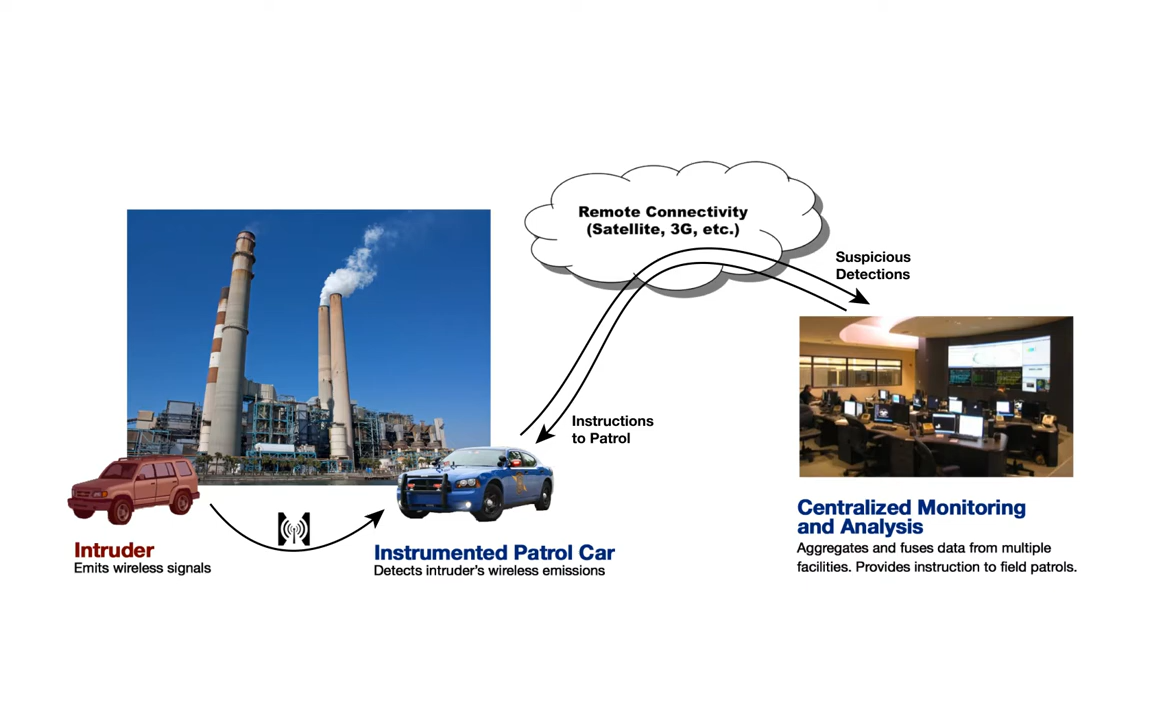 Remote Connectivity
(Satellite, 3G, etc.)
Suspicious
Detections
Instructions
to Patrol
Intruder
Emits wireless signals
Instrumented Patrol Car
Detects intruder's wireless emissions
Centralized Monitoring
and Analysis
Aggregates and fuses data from multiple
facilities. Provides instruction to field patrols.